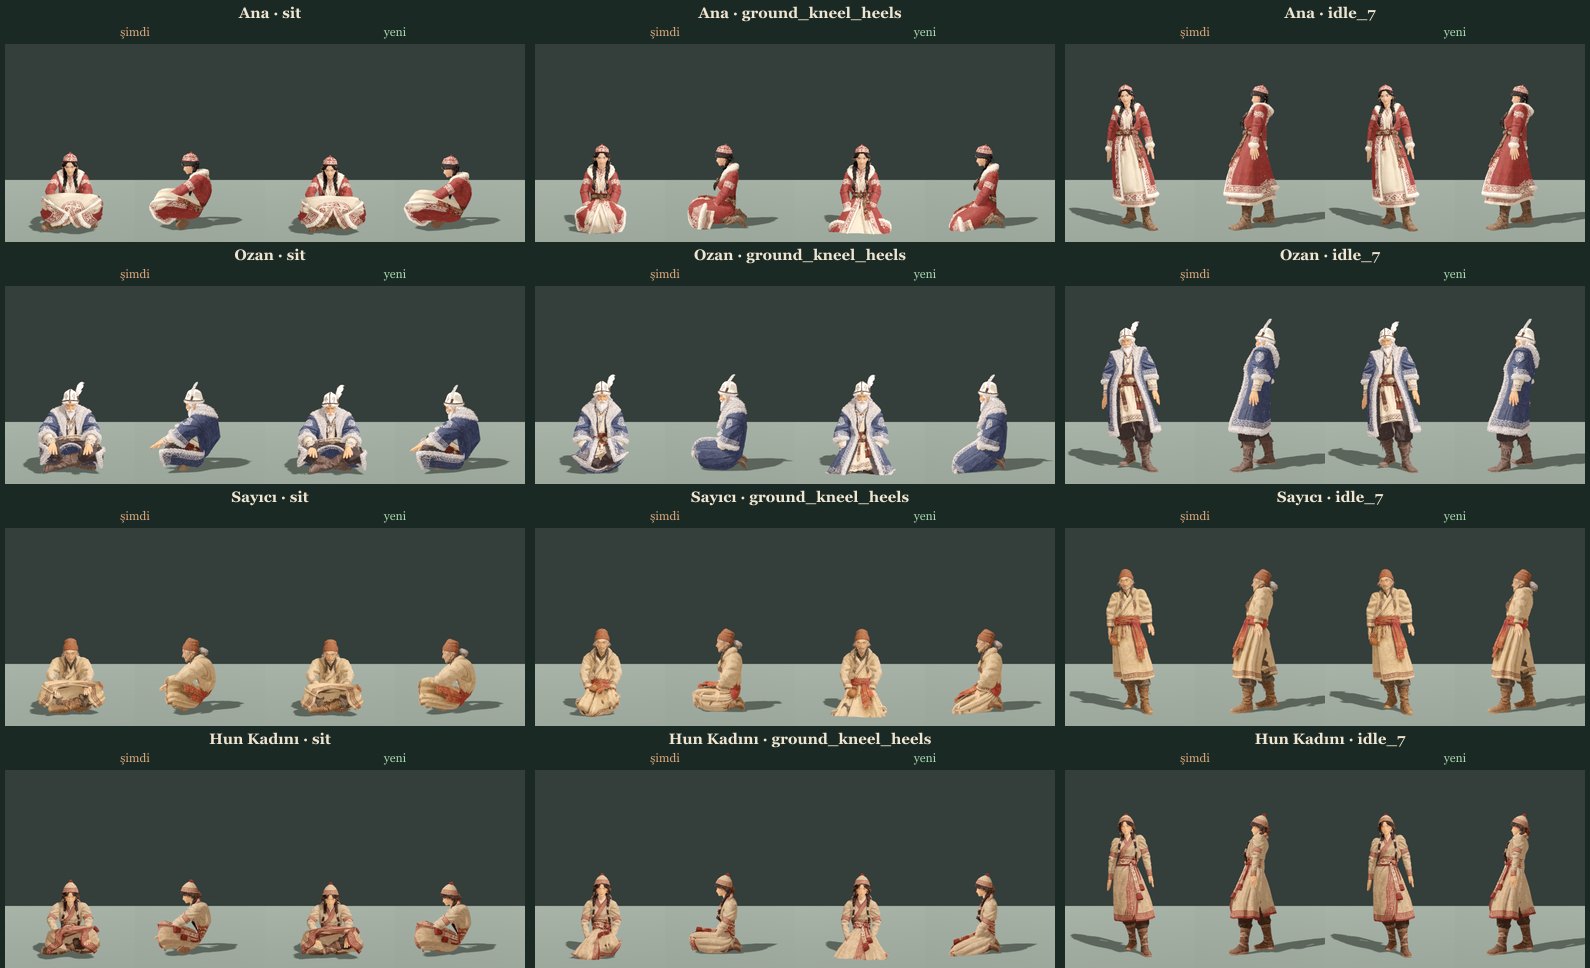 Ana · sit
Ana · ground_kneel_heels
Ana · idle_7
şimdi
yeni
şimdi
yeni
şimdi
yeni
Ozan · sit
Ozan · ground_kneel_heels
Ozan · idle_7
şimdi
yeni
şimdi
yeni
şimdi
yeni
Sayıcı · sit
Sayıcı · ground_kneel_heels
Sayıcı · idle_7
şimdi
yeni
şimdi
yeni
şimdi
yeni
Hun Kadını · sit
Hun Kadını · ground_kneel_heels
Hun Kadını · idle_7
şimdi
yeni
şimdi
yeni
şimdi
yeni